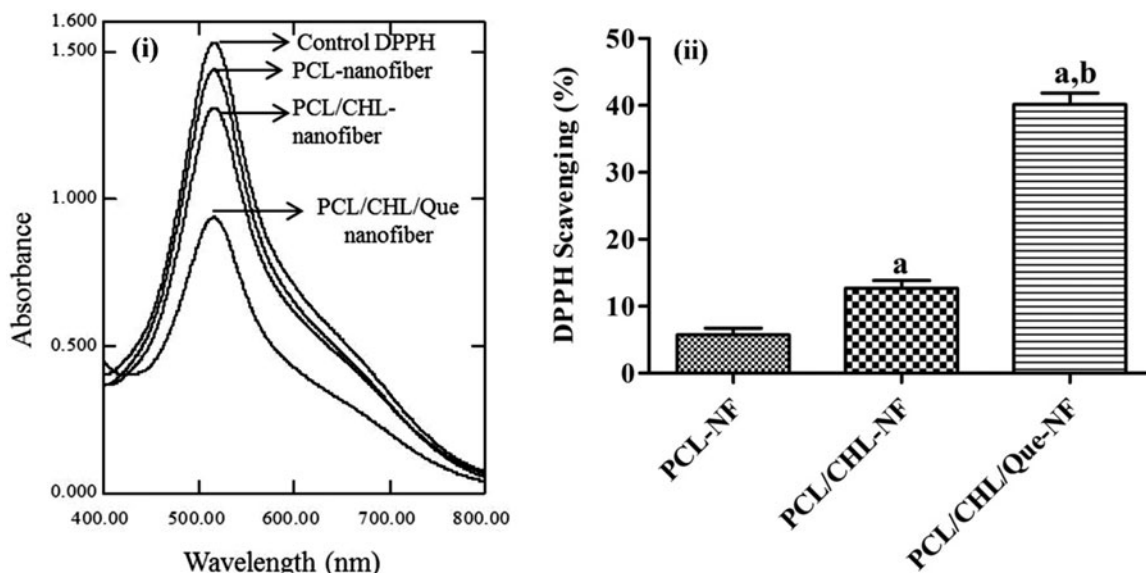 (i)
1.600
1.500
1.000
0.500
0.000
Absorbance
Control DPPH
PCL-nanofiber
PCL/CHL-
nanofiber
PCL/CHL/Que
nanofiber
400.00 500.00 600.00 700.00 800.00
Wavelength (nm)
(ii)
50
40
30
20
10
0
DPPH Scavenging (%)
a
a,b
PCL-NF
PCL/CHL-NF
PCL/CHL/Que-NF